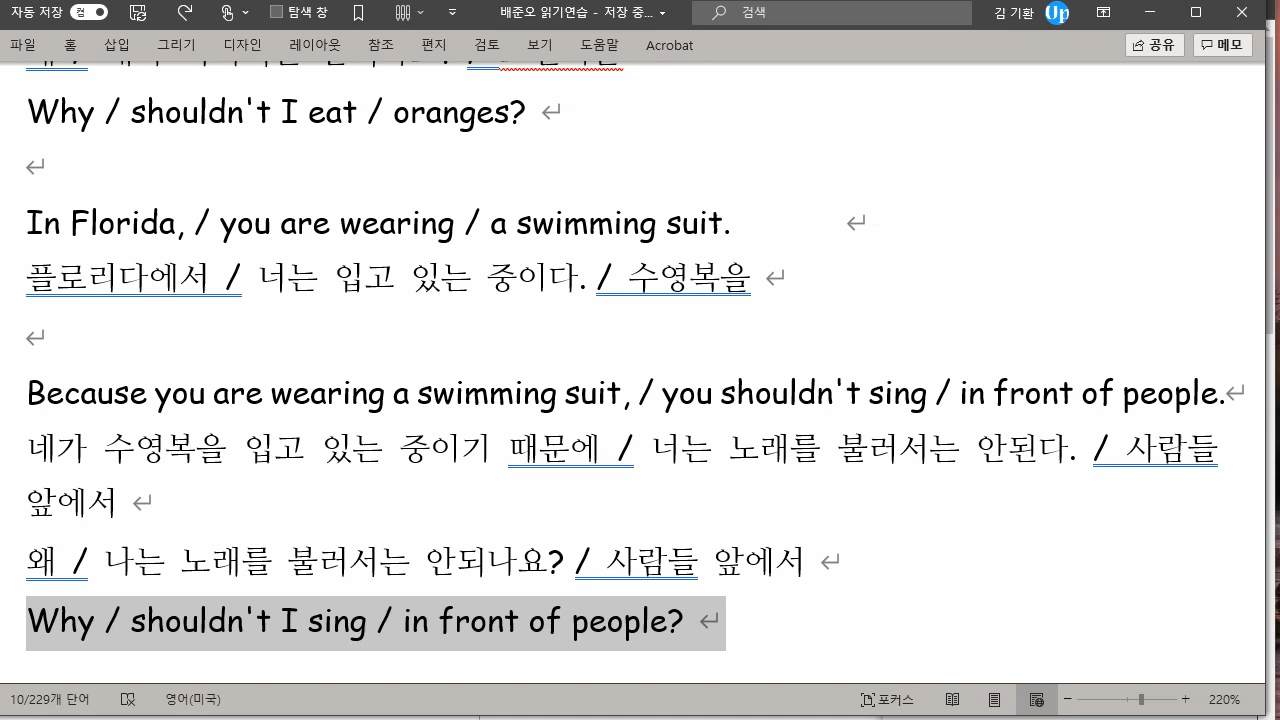 자동 저장 켬 탐색 창 배준오 읽기연습 - 저장 중... 검색 김 기환 Up
파일 홈 삽입 그리기 디자인 레이아웃 참조 편지 검토 보기 도움말 Acrobat 공유 메모
Why / shouldn't I eat / oranges?
In Florida, / you are wearing / a swimming suit.
플로리다에서 / 너는 입고 있는 중이다. / 수영복을
Because you are wearing a swimming suit, / you shouldn't sing / in front of people.
네가 수영복을 입고 있는 중이기 때문에 / 너는 노래를 불러서는 안된다. / 사람들
앞에서
왜 / 나는 노래를 불러서는 안되나요? / 사람들 앞에서
Why / shouldn't I sing / in front of people?
10/229개 단어 영어(미국) 포커스 220%